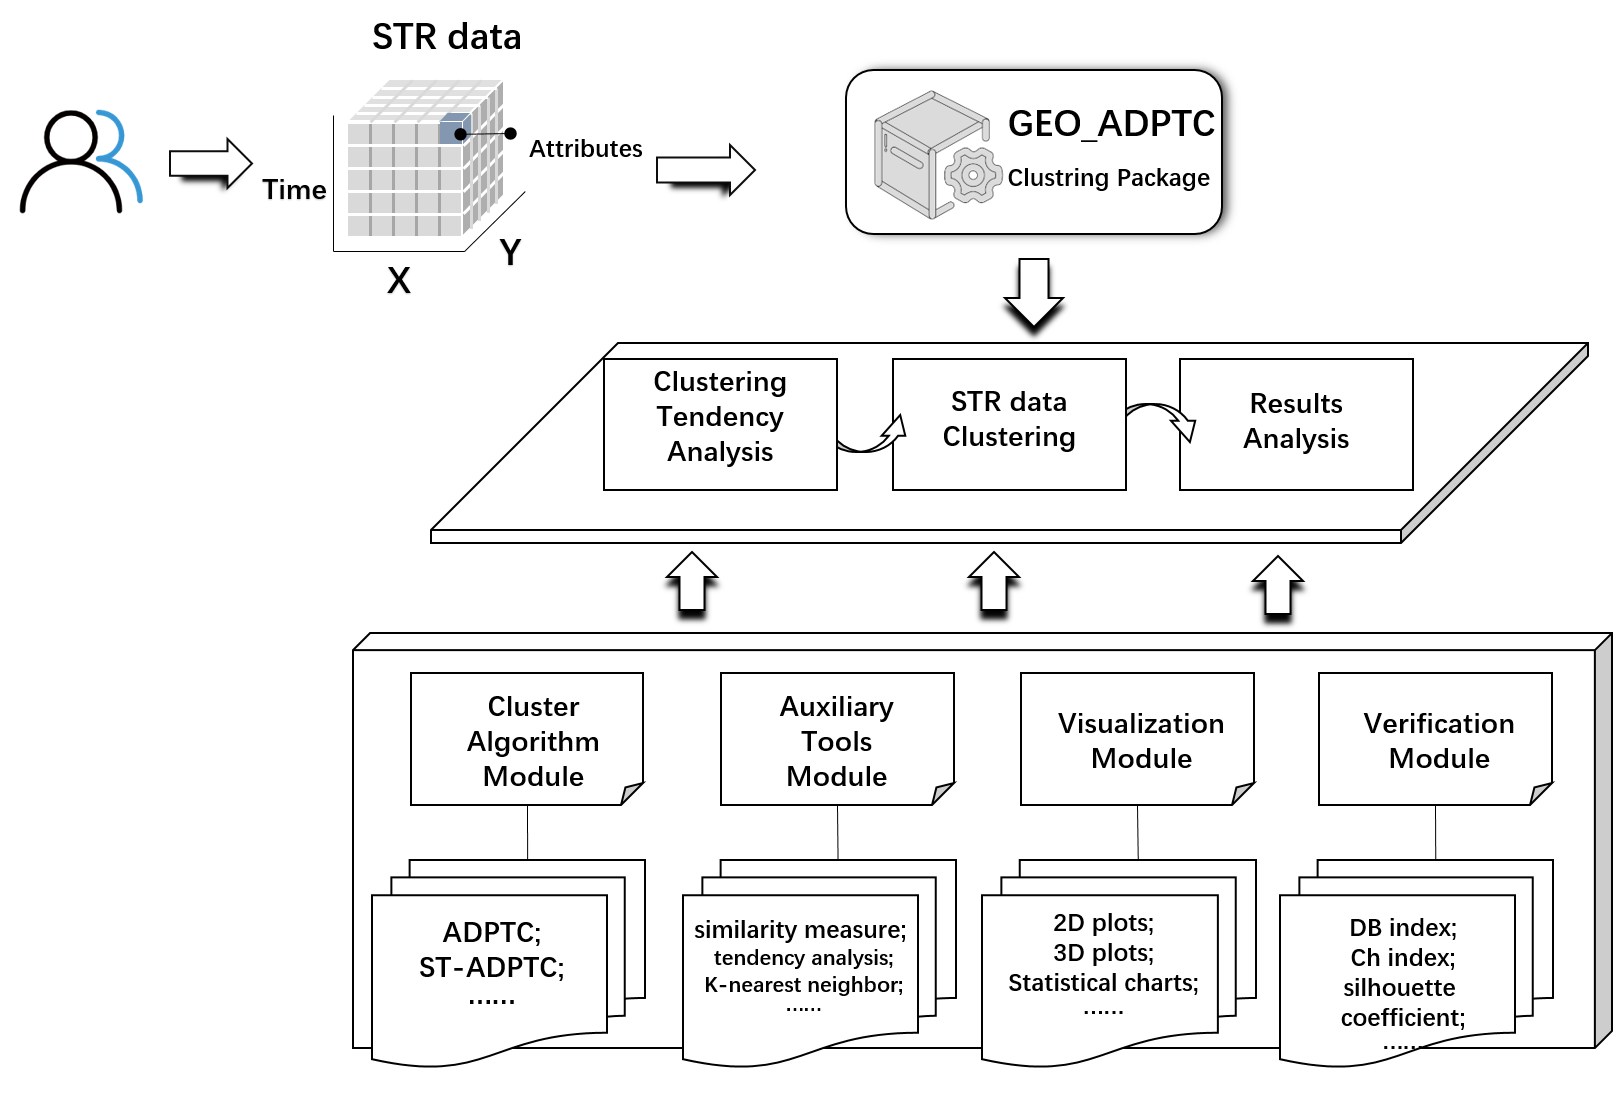 STR data
Attributes
Time
X
Y
GEO_ADPTC
Clustring Package
Clustering
Tendency
Analysis
STR data
Clustering
Results
Analysis
Cluster
Algorithm
Module
Auxiliary
Tools
Module
Visualization
Module
Verification
Module
ADPTC;
ST-ADPTC;
......
similarity measure;
tendency analysis;
K-nearest neighbor;
......
2D plots;
3D plots;
Statistical charts;
......
DB index;
Ch index;
silhouette
coefficient;
......